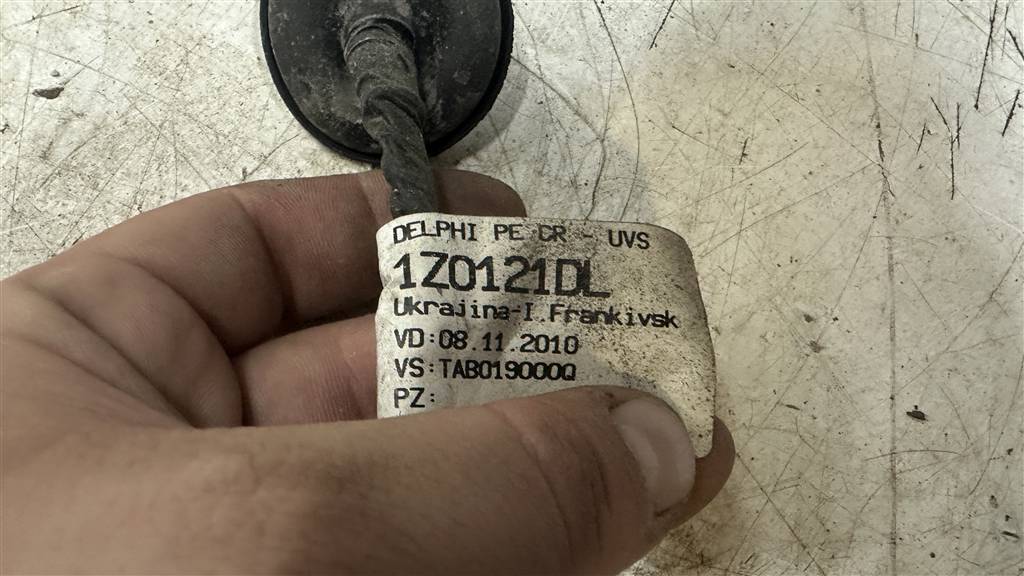 DELPHI PE CR - UVS
1Z0121DL
Ukrajina-I.Frankivsk
VD:08.11.2010
VS:TAB019000Q
PZ: